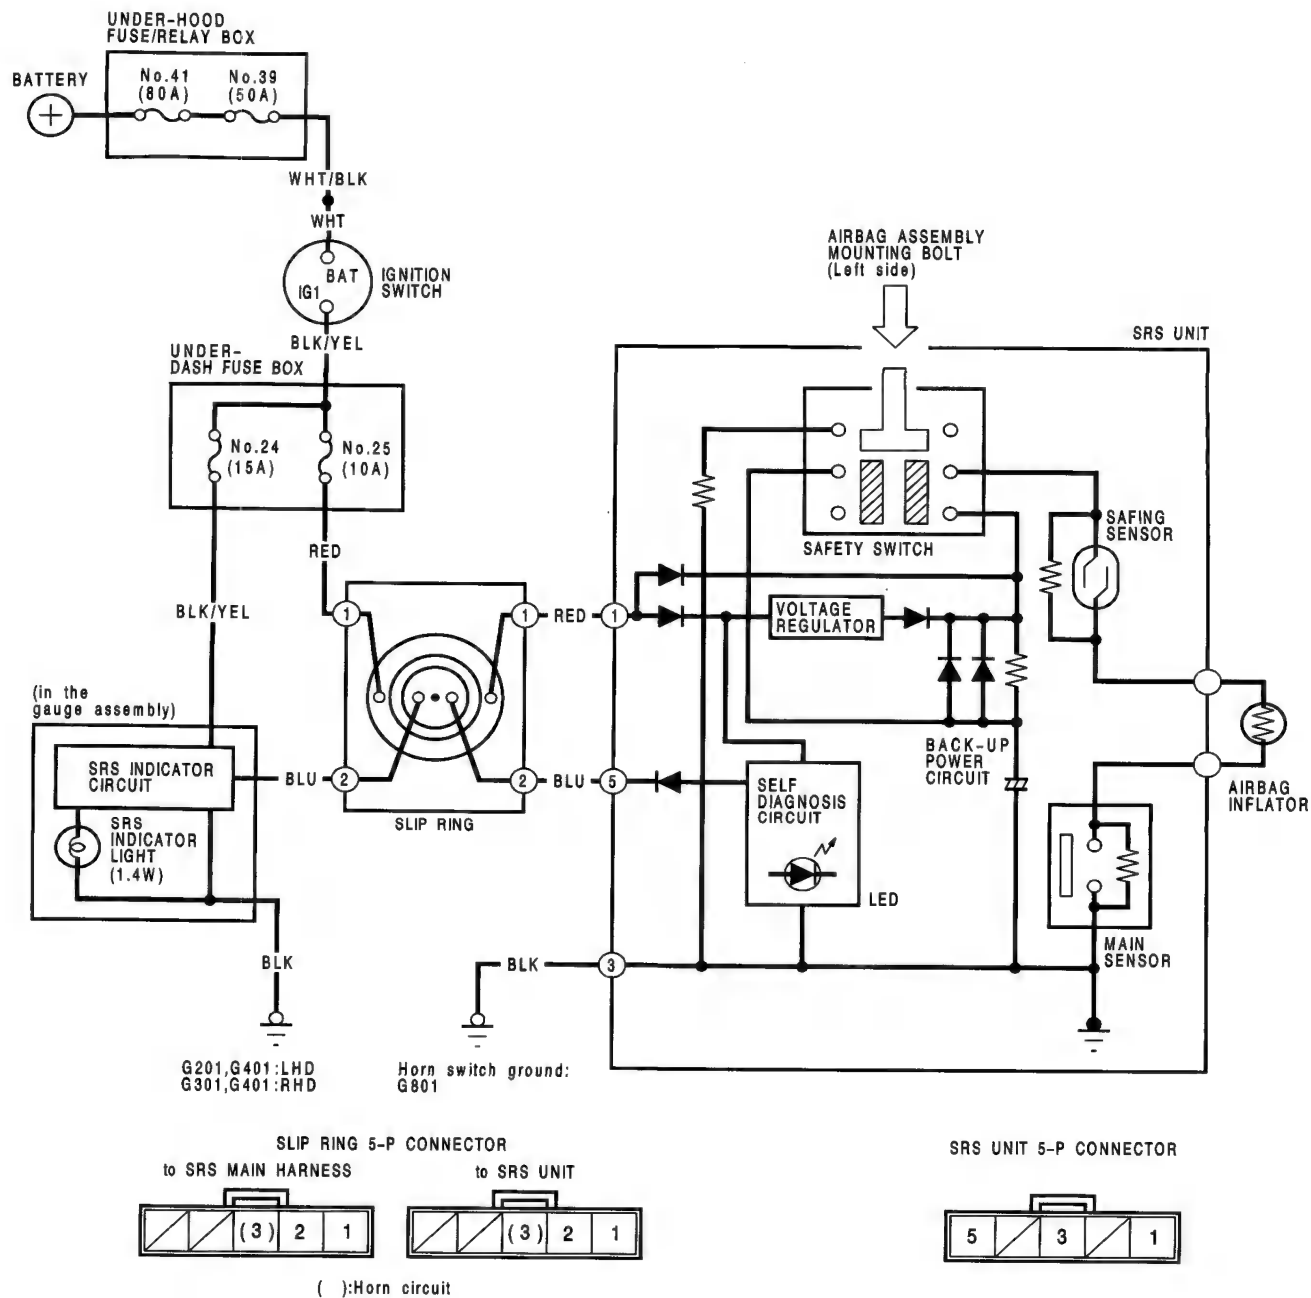 UNDER-HOOD
FUSE/RELAY BOX
BATTERY
No.41
(80A)
No.39
(50A)
WHT/BLK
WHT
BAT
IG1
IGNITION
SWITCH
BLK/YEL
UNDER-
DASH FUSE BOX
No.24
(15A)
No.25
(10A)
RED
BLK/YEL
AIRBAG ASSEMBLY
MOUNTING BOLT
(Left side)
SRS UNIT
SAFETY SWITCH
SAFING
SENSOR
1
1
RED
1
VOLTAGE
REGULATOR
(in the
gauge assembly)
SRS INDICATOR
CIRCUIT
BLU
2
2
BLU
5
SLIP RING
SRS
INDICATOR
LIGHT
(1.4W)
SELF
DIAGNOSIS
CIRCUIT
LED
BACK-UP
POWER
CIRCUIT
AIRBAG
INFLATOR
MAIN
SENSOR
BLK
BLK
3
G201,G401:LHD
G301,G401:RHD
Horn switch ground:
G801
SLIP RING 5-P CONNECTOR
to SRS MAIN HARNESS
to SRS UNIT
SRS UNIT 5-P CONNECTOR
(3) 2 1
(3) 2 1
5 3 1
( ):Horn circuit